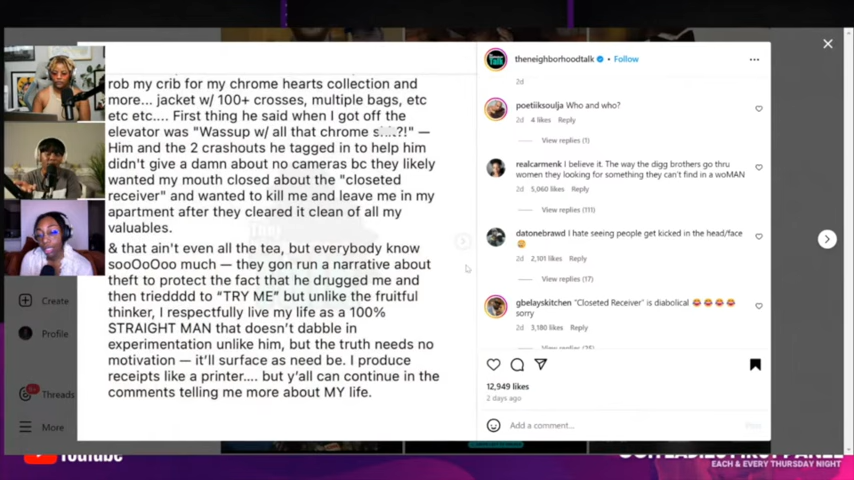 rob my crib for my chrome hearts collection and
more... jacket w/ 100+ crosses, multiple bags, etc
etc etc.... First thing he said when I got off the
elevator was "Wassup w/ all that chrome s...?!" —
Him and the 2 crashouts he tagged in to help him
didn't give a damn about no cameras bc they likely
wanted my mouth closed about the "closeted
receiver" and wanted to kill me and leave me in my
apartment after they cleared it clean of all my
valuables.
& that ain't even all the tea, but everybody know
sooOoOoo much — they gon run a narrative about
theft to protect the fact that he drugged me and
then triedddd to “TRY ME” but unlike the fruitful
thinker, I respectfully live my life as a 100%
STRAIGHT MAN that doesn't dabble in
experimentation unlike him, but the truth needs no
motivation — it'll surface as need be. I produce
receipts like a printer.... but y'all can continue in the
comments telling me more about MY life.
Create
Profile
Threads
More
theneighborhoodtalk
Follow
2d
poetiiksoulja Who and who?
2d 4 likes Reply
View replies (1)
realcarmenk I believe it. The way the digg brothers go thru
women they looking for something they can't find in a woMAN
2d 5,060 likes Reply
View replies (111)
datonebrawd I hate seeing people get kicked in the head/face
2d 2,101 likes Reply
View replies (17)
gbelayskitchen "Closeted Receiver" is diabolical 😂😂😂😂
sorry
2d 3,180 likes Reply
View replies
12,949 likes
2 days ago
Add a comment...
Post
YouTube
EACH & EVERY THURSDAY NIGHT